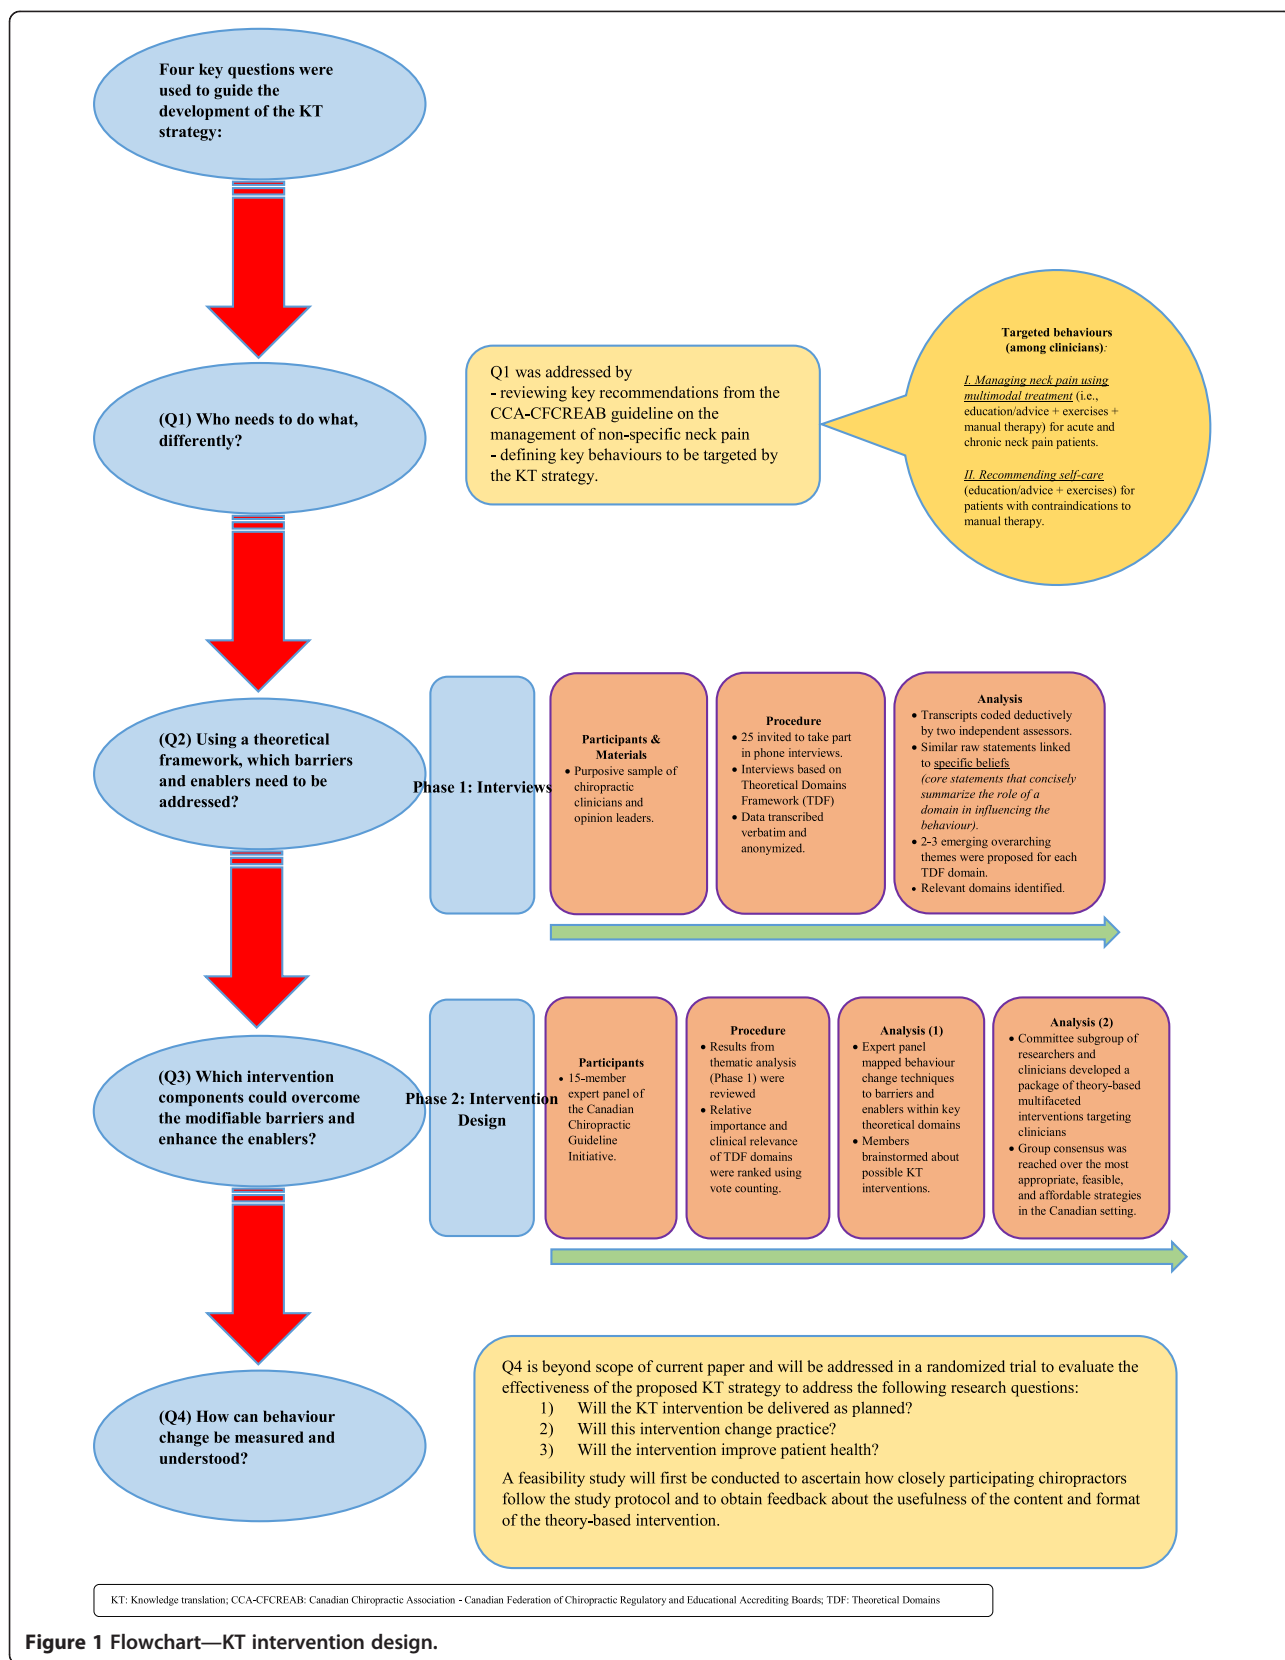 Four key questions were
used to guide the
development of the KT
strategy:
(Q1) Who needs to do what,
differently?
Q1 was addressed by
- reviewing key recommendations from the
CCA-CFCREAB guideline on the
management of non-specific neck pain
- defining key behaviours to be targeted by
the KT strategy.
Targeted behaviours
(among clinicians):
I. Managing neck pain using
multimodal treatment (i.e.,
education/advice + exercises +
manual therapy) for acute and
chronic neck pain patients.
II. Recommending self-care
(education/advice + exercises) for
patients with contraindications to
manual therapy.
(Q2) Using a theoretical
framework, which barriers
and enablers need to be
addressed?
Phase 1: Interviews
Participants &
Materials
• Purposive sample of
chiropractic
clinicians and
opinion leaders.
Procedure
• 25 invited to take part
in phone interviews.
• Interviews based on
Theoretical Domains
Framework (TDF)
• Data transcribed
verbatim and
anonymized.
Analysis
• Transcripts coded deductively
by two independent assessors.
• Similar raw statements linked
to specific beliefs
(core statements that concisely
summarize the role of a
domain in influencing the
behaviour).
• 2-3 emerging overarching
themes were proposed for each
TDF domain.
• Relevant domains identified.
(Q3) Which intervention
components could overcome
the modifiable barriers and
enhance the enablers?
Phase 2: Intervention
Design
Participants
• 15-member
expert panel of
the Canadian
Chiropractic
Guideline
Initiative.
Procedure
• Results from
thematic analysis
(Phase 1) were
reviewed
• Relative
importance and
clinical relevance
of TDF domains
were ranked using
vote counting.
Analysis (1)
• Expert panel
mapped behaviour
change techniques
to barriers and
enablers within key
theoretical domains
• Members
brainstormed about
possible KT
interventions.
Analysis (2)
• Committee subgroup of
researchers and
clinicians developed a
package of theory-based
multifaceted
interventions targeting
clinicians
• Group consensus was
reached over the most
appropriate, feasible,
and affordable strategies
in the Canadian setting.
(Q4) How can behaviour
change be measured and
understood?
Q4 is beyond scope of current paper and will be addressed in a randomized trial to evaluate the
effectiveness of the proposed KT strategy to address the following research questions:
1) Will the KT intervention be delivered as planned?
2) Will this intervention change practice?
3) Will the intervention improve patient health?
A feasibility study will first be conducted to ascertain how closely participating chiropractors
follow the study protocol and to obtain feedback about the usefulness of the content and format
of the theory-based intervention.
KT: Knowledge translation; CCA-CFCREAB: Canadian Chiropractic Association - Canadian Federation of Chiropractic Regulatory and Educational Accrediting Boards; TDF: Theoretical Domains
Figure 1 Flowchart—KT intervention design.